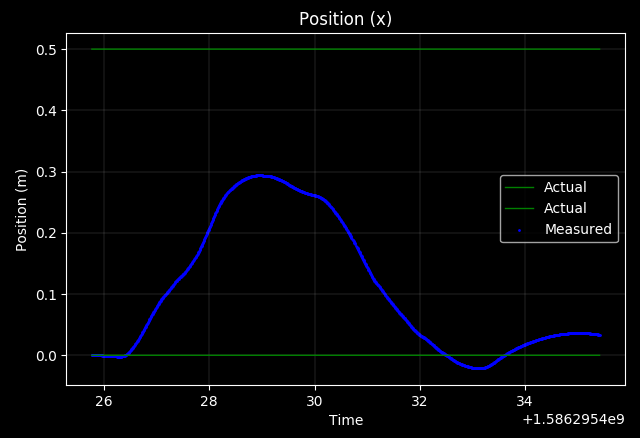 Position (x)
0.5
0.4
0.3
0.2
0.1
0.0
Position (m)
Actual
Actual
Measured
26
28
30
32
34
Time
+1.5862954e9